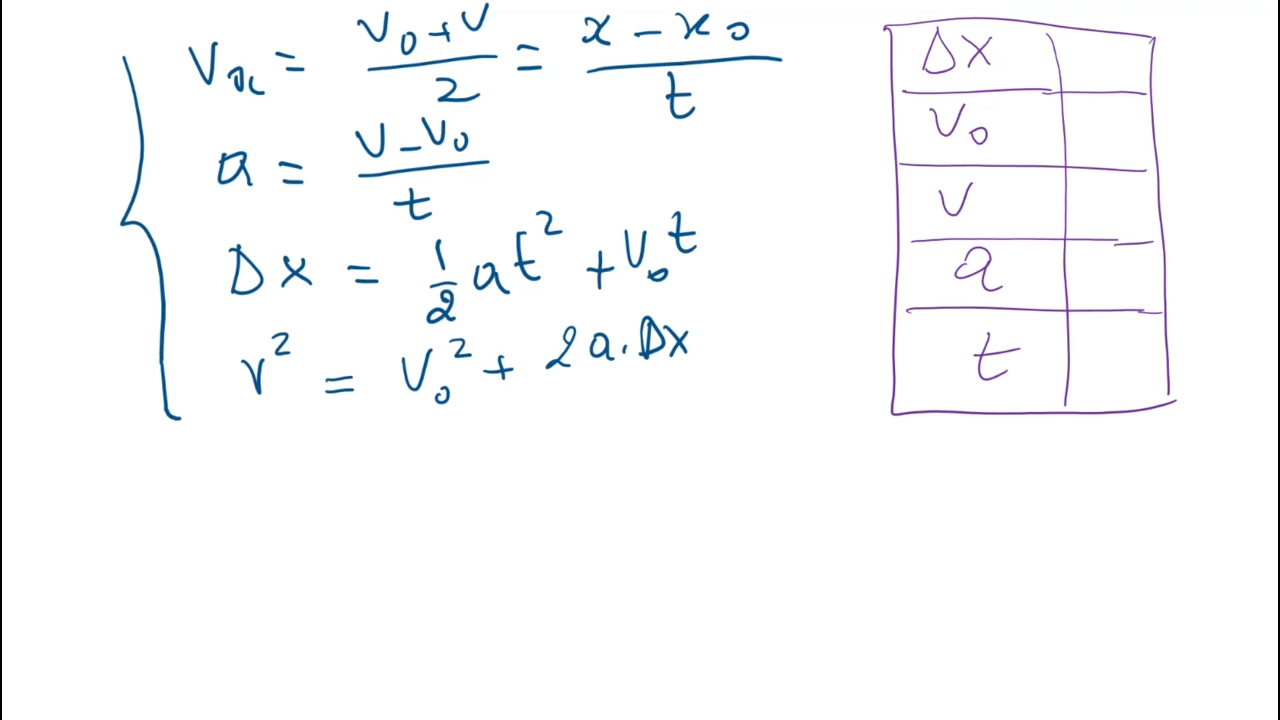 Vₐᵥ = (V₀ + V)/2 = (x - x₀)/t
a = (V - V₀)/t
Δx = 1/2 at² + V₀t
v² = V₀² + 2a.Δx
Δx
V₀
V
a
t